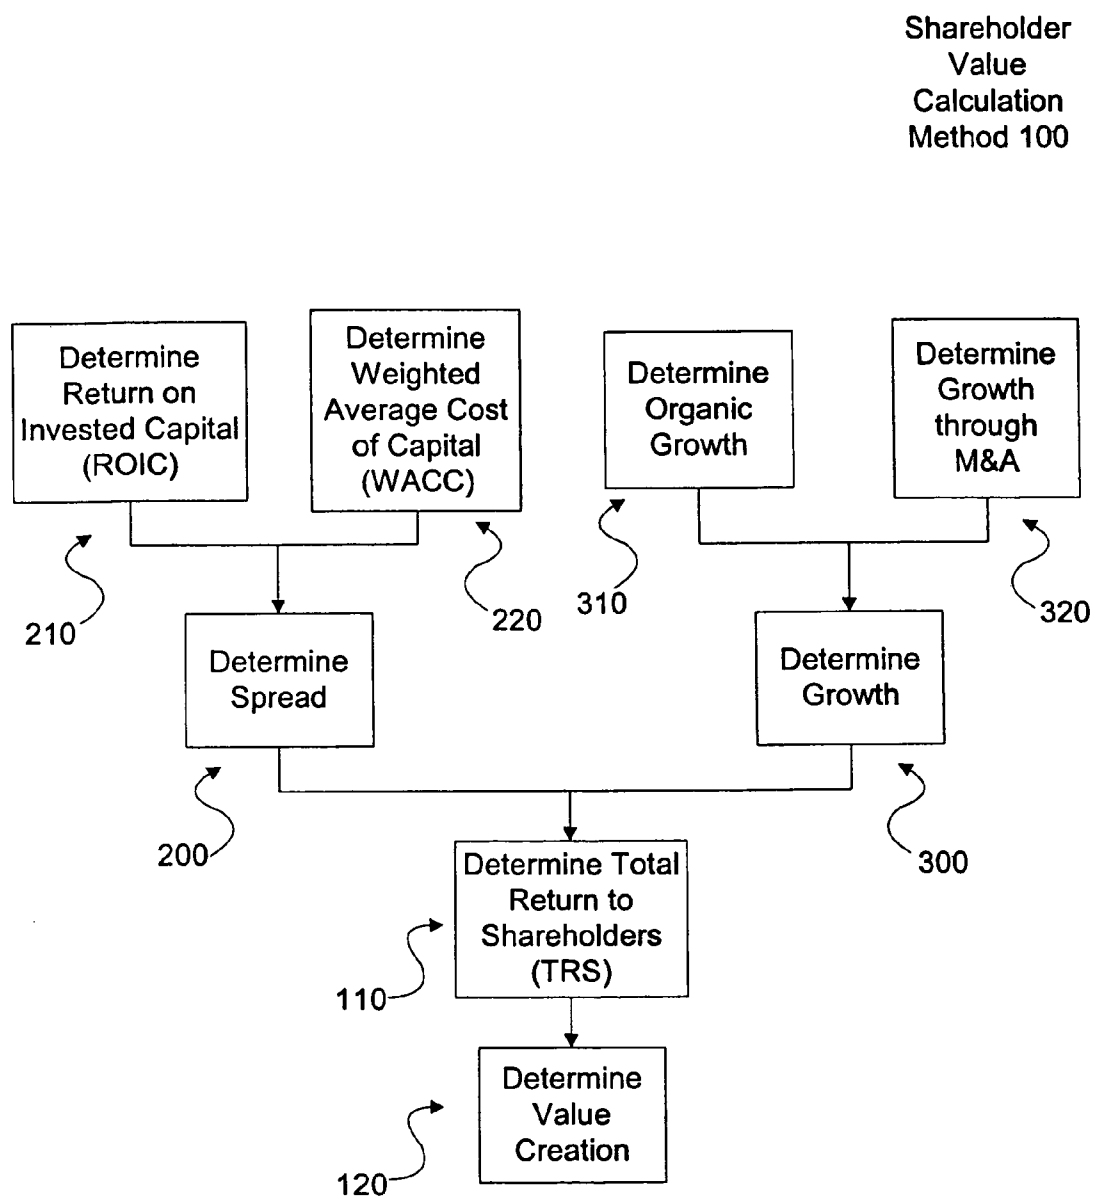 Shareholder
Value
Calculation
Method 100
Determine
Return on
Invested Capital
(ROIC)
Determine
Weighted
Average Cost
of Capital
(WACC)
Determine
Organic
Growth
Determine
Growth
through
M&A
210
220
310
320
Determine
Spread
Determine
Growth
200
300
Determine Total
Return to
Shareholders
(TRS)
110
Determine
Value
Creation
120